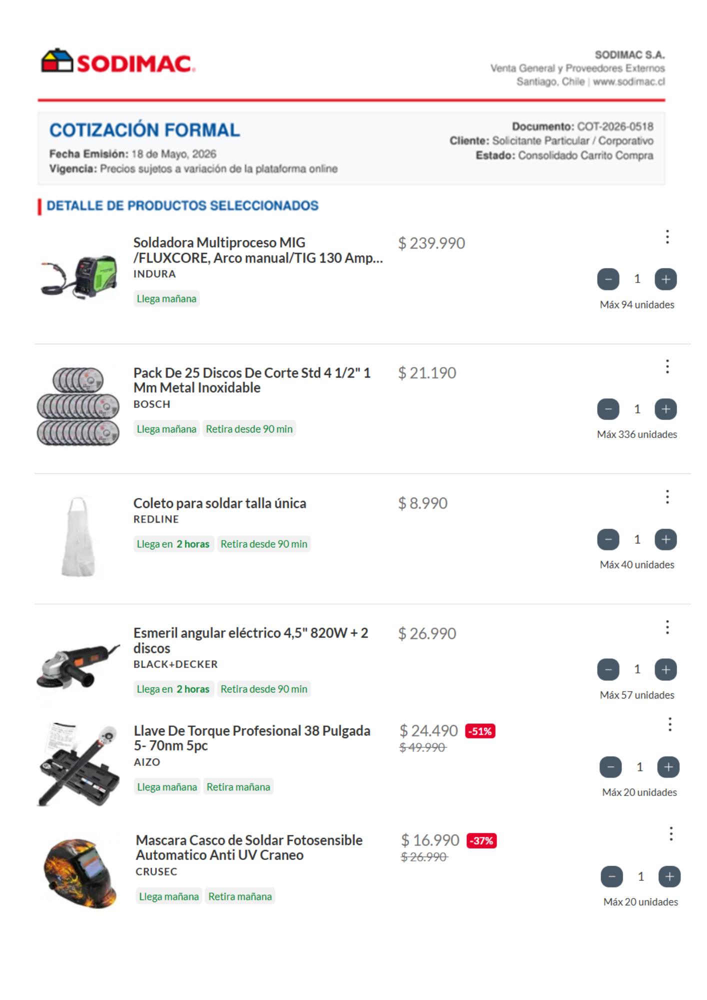 SODIMAC®
SODIMAC S.A.
Venta General y Proveedores Externos
Santiago, Chile | www.sodimac.cl
COTIZACIÓN FORMAL
Fecha Emisión: 18 de Mayo, 2026
Vigencia: Precios sujetos a variación de la plataforma online
Documento: COT-2026-0518
Cliente: Solicitante Particular / Corporativo
Estado: Consolidado Carrito Compra
DETALLE DE PRODUCTOS SELECCIONADOS
Soldadora Multiproceso MIG
/FLUXCORE, Arco manual/TIG 130 Amp...
INDURA
Llega mañana
$ 239.990
− 1 +
Máx 94 unidades
Pack De 25 Discos De Corte Std 4 1/2" 1
Mm Metal Inoxidable
BOSCH
Llega mañana Retira desde 90 min
$ 21.190
− 1 +
Máx 336 unidades
Coleto para soldar talla única
REDLINE
Llega en 2 horas Retira desde 90 min
$ 8.990
− 1 +
Máx 40 unidades
Esmeril angular eléctrico 4,5" 820W + 2
discos
BLACK+DECKER
Llega en 2 horas Retira desde 90 min
$ 26.990
− 1 +
Máx 57 unidades
Llave De Torque Profesional 38 Pulgada
5- 70nm 5pc
AIZO
Llega mañana Retira mañana
$ 24.490 -51%
$ 49.990
− 1 +
Máx 20 unidades
Mascara Casco de Soldar Fotosensible
Automatico Anti UV Craneo
CRUSEC
Llega mañana Retira mañana
$ 16.990 -37%
$ 26.990
− 1 +
Máx 20 unidades